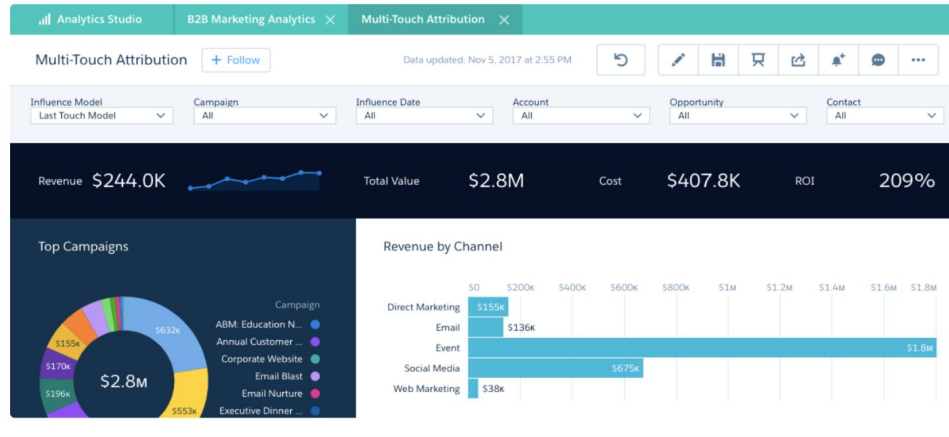 Analytics Studio
B2B Marketing Analytics
Multi-Touch Attribution
Multi-Touch Attribution
+ Follow
Data updated: Nov 5, 2017 at 2:55 PM
Influence Model
Last Touch Model
Campaign
All
Influence Date
All
Account
All
Opportunity
All
Contact
All
Revenue $244.0K
Total Value $2.8M
Cost $407.8K
ROI 209%
Top Campaigns
$632K
$155K
$170K
$196K
$553K
$2.8M
Campaign
ABM: Education N...
Annual Customer ...
Corporate Website
Email Blast
Email Nurture
Executive Dinner ...
Revenue by Channel
$0 $200K $400K $600K $800K $1M $1.2M $1.4M $1.6M $1.8M
Direct Marketing $155K
Email $136K
Event $1.8M
Social Media $675K
Web Marketing $38K